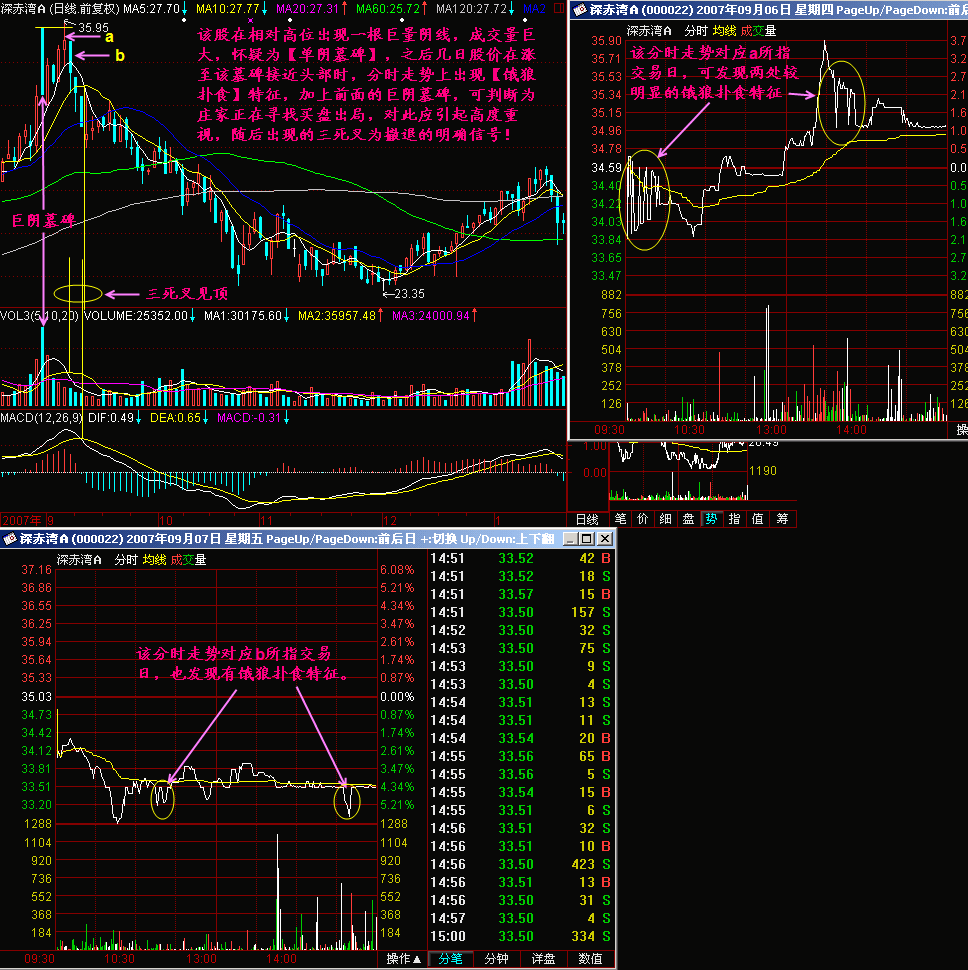 深赤湾A (日线.前复权) MA5:27.70↓ MA10:27.77↓ MA20:27.31↑ MA60:25.72↑ MA120:27.72↓ MA2
35.95
a
b
该股在相对高位出现一根巨量阴线，成交量巨
大，怀疑为【单阴墓碑】，之后几日股价在涨
至该墓碑接近头部时，分时走势上出现【饿狼
扑食】特征，加上前面的巨阴墓碑，可判断为
庄家正在寻找买盘出局，对此应引起高度重
视，随后出现的三死叉为撤退的明确信号！
巨阴墓碑
三死叉见顶
←23.35
VOL3(5,10,20) VOLUME:25352.00↓ MA1:30175.60↓ MA2:35957.48↑ MA3:24000.94↑
MACD(12,26,9) DIF:0.49↓ DEA:0.65↓ MACD:-0.31↓
2007年 9 10 11 12 1
深赤湾A (000022) 2007年09月06日 星期四 PageUp/PageDown:前后
深赤湾A 分时 均线 成交量
该分时走势对应a所指
交易日，可发现两处较
明显的饿狼扑食特征
35.90 3.7
35.71 3.2
35.53 2.6
35.34 2.1
35.15 1.6
34.96 1.0
34.78 0.5
34.59 0.0
34.40 0.5
34.22 1.0
34.03 1.6
33.84 2.1
33.65 2.7
33.47 3.2
882 882
756 756
630 630
504 504
378 378
252 252
126 126
09:30 10:30 13:00 14:00 操
1.00
0.00
26.49
1190
日线 笔 价 细 盘 势 指 值 筹
深赤湾A (000022) 2007年09月07日 星期五 PageUp/PageDown:前后日 +:切换 Up/Down:上下翻
深赤湾A 分时 均线 成交量
该分时走势对应b所指交易
日，也发现有饿狼扑食特征。
37.16 6.08%
36.86 5.21%
36.55 4.34%
36.25 3.47%
35.94 2.61%
35.64 1.74%
35.33 0.87%
35.03 0.00%
34.73 0.87%
34.42 1.74%
34.12 2.61%
33.81 3.47%
33.51 4.34%
33.20 5.21%
1288 1288
1104 1104
920 920
736 736
552 552
368 368
184 184
09:30 10:30 13:00 14:00 操作▲
14:51 33.52 42 B
14:51 33.52 18 S
14:51 33.57 15 B
14:51 33.50 157 S
14:52 33.50 32 S
14:53 33.50 75 S
14:53 33.50 9 S
14:53 33.50 4 S
14:54 33.51 13 S
14:54 33.51 11 S
14:54 33.54 20 B
14:55 33.56 65 B
14:55 33.56 5 S
14:55 33.54 15 B
14:55 33.51 6 S
14:56 33.51 32 S
14:56 33.51 10 B
14:56 33.50 423 S
14:56 33.51 13 B
14:56 33.50 31 S
14:57 33.50 4 S
15:00 33.50 334 S
分笔 分钟 详盘 数值